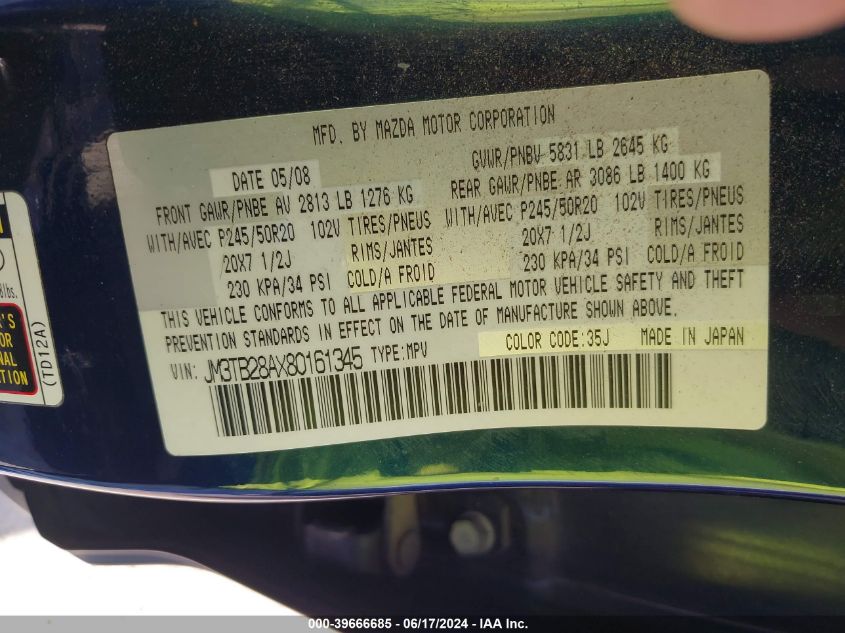 MFD. BY MAZDA MOTOR CORPORATION
DATE 05/08
GVWR/PNBV 5831 LB 2645 KG
FRONT GAWR/PNBE AV 2813 LB 1276 KG
REAR GAWR/PNBE AR 3086 LB 1400 KG
WITH/AVEC P245/50R20 102V TIRES/PNEUS
WITH/AVEC P245/50R20 102V TIRES/PNEUS
20X7 1/2J RIMS/JANTES
20X7 1/2J RIMS/JANTES
230 KPA/34 PSI COLD/A FROID
230 KPA/34 PSI COLD/A FROID
THIS VEHICLE CONFORMS TO ALL APPLICABLE FEDERAL MOTOR VEHICLE SAFETY AND THEFT
PREVENTION STANDARDS IN EFFECT ON THE DATE OF MANUFACTURE SHOWN ABOVE.
COLOR CODE:35J MADE IN JAPAN
VIN: JM3TB28AX80161345 TYPE:MPV
(TD12A)
000-39666685 - 06/17/2024 - IAA Inc.